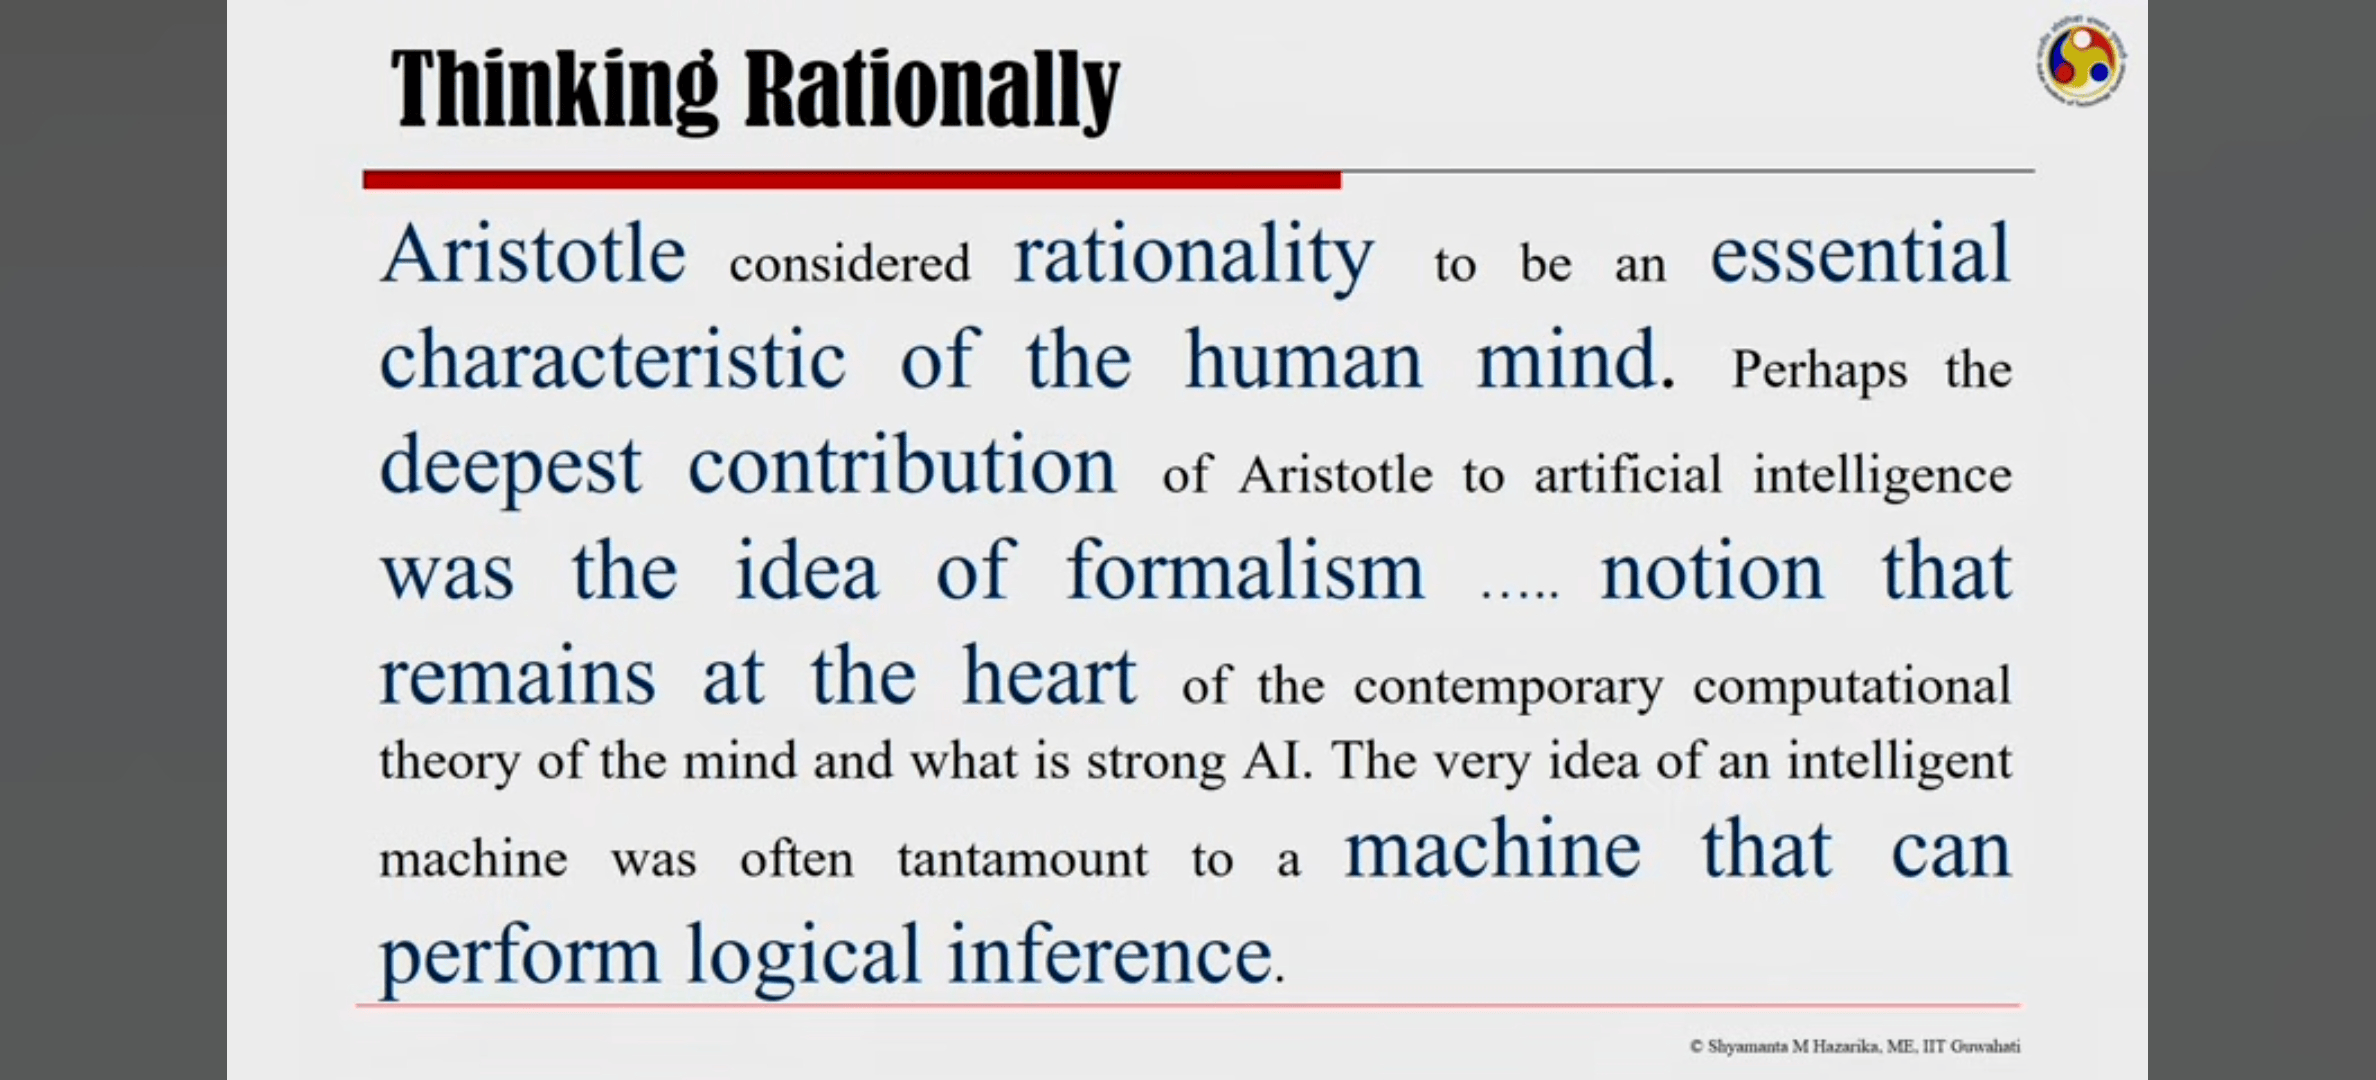 Thinking Rationally
Aristotle considered rationality to be an essential
characteristic of the human mind. Perhaps the
deepest contribution of Aristotle to artificial intelligence
was the idea of formalism ..... notion that
remains at the heart of the contemporary computational
theory of the mind and what is strong AI. The very idea of an intelligent
machine was often tantamount to a machine that can
perform logical inference.
© Shyamanta M Hazarika, ME, IIT Guwahati